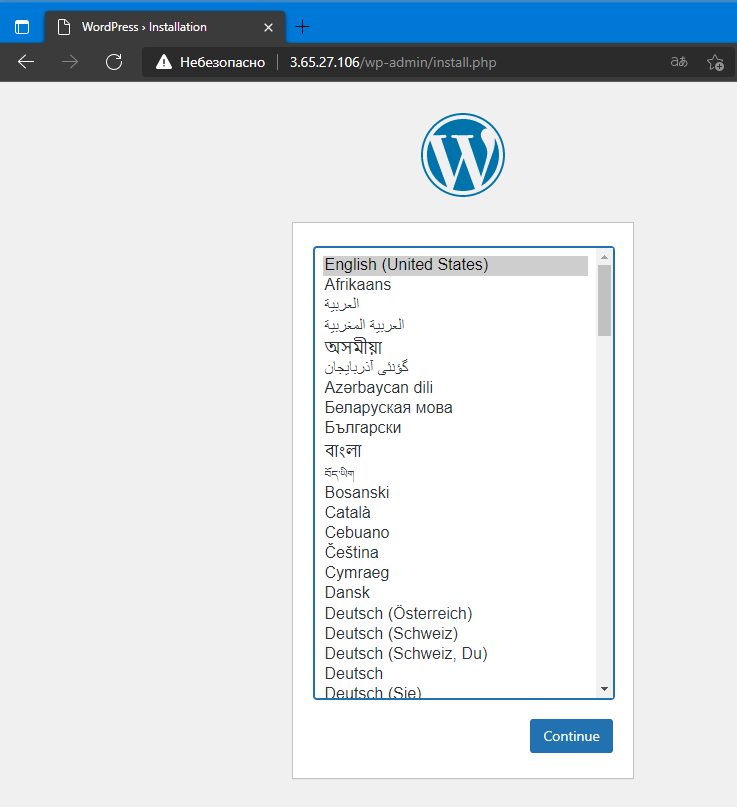 WordPress › Installation
Небезопасно 3.65.27.106/wp-admin/install.php aあ
English (United States)
Afrikaans
العربية
العربية المغربية
অসমীয়া
گؤنئی آذربایجان
Azərbaycan dili
Беларуская мова
Български
বাংলা
བོད་ཡིག
Bosanski
Català
Cebuano
Čeština
Cymraeg
Dansk
Deutsch (Österreich)
Deutsch (Schweiz)
Deutsch (Schweiz, Du)
Deutsch
Deutsch (Sie)
Continue